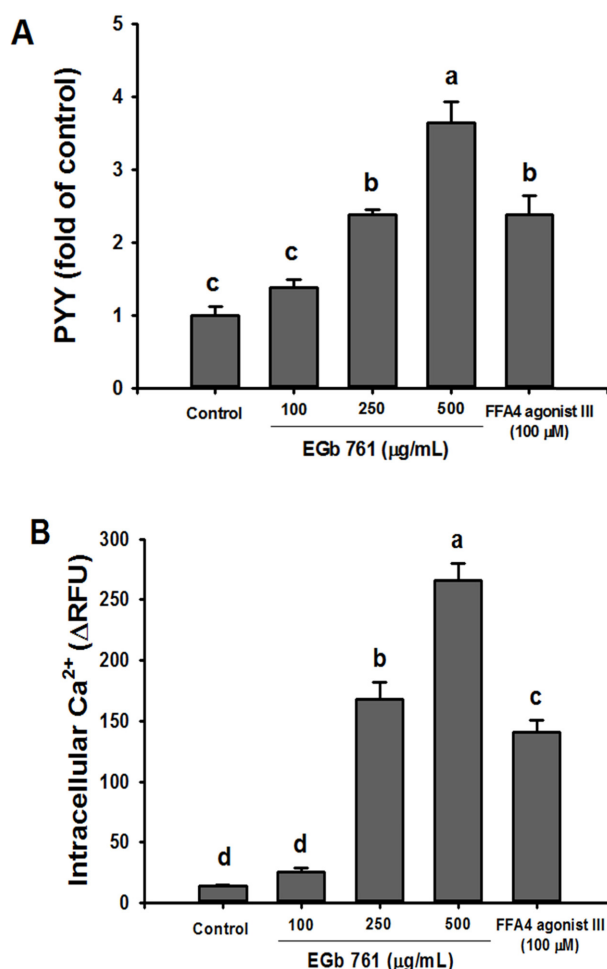 A
PYY (fold of control)
5
4
3
2
1
0
c
c
b
a
b
Control
100
250
500
FFA4 agonist III
(100 μM)
EGb 761 (μg/mL)
B
Intracellular Ca²⁺ (ΔRFU)
300
250
200
150
100
50
0
d
d
b
a
c
Control
100
250
500
FFA4 agonist III
(100 μM)
EGb 761 (μg/mL)